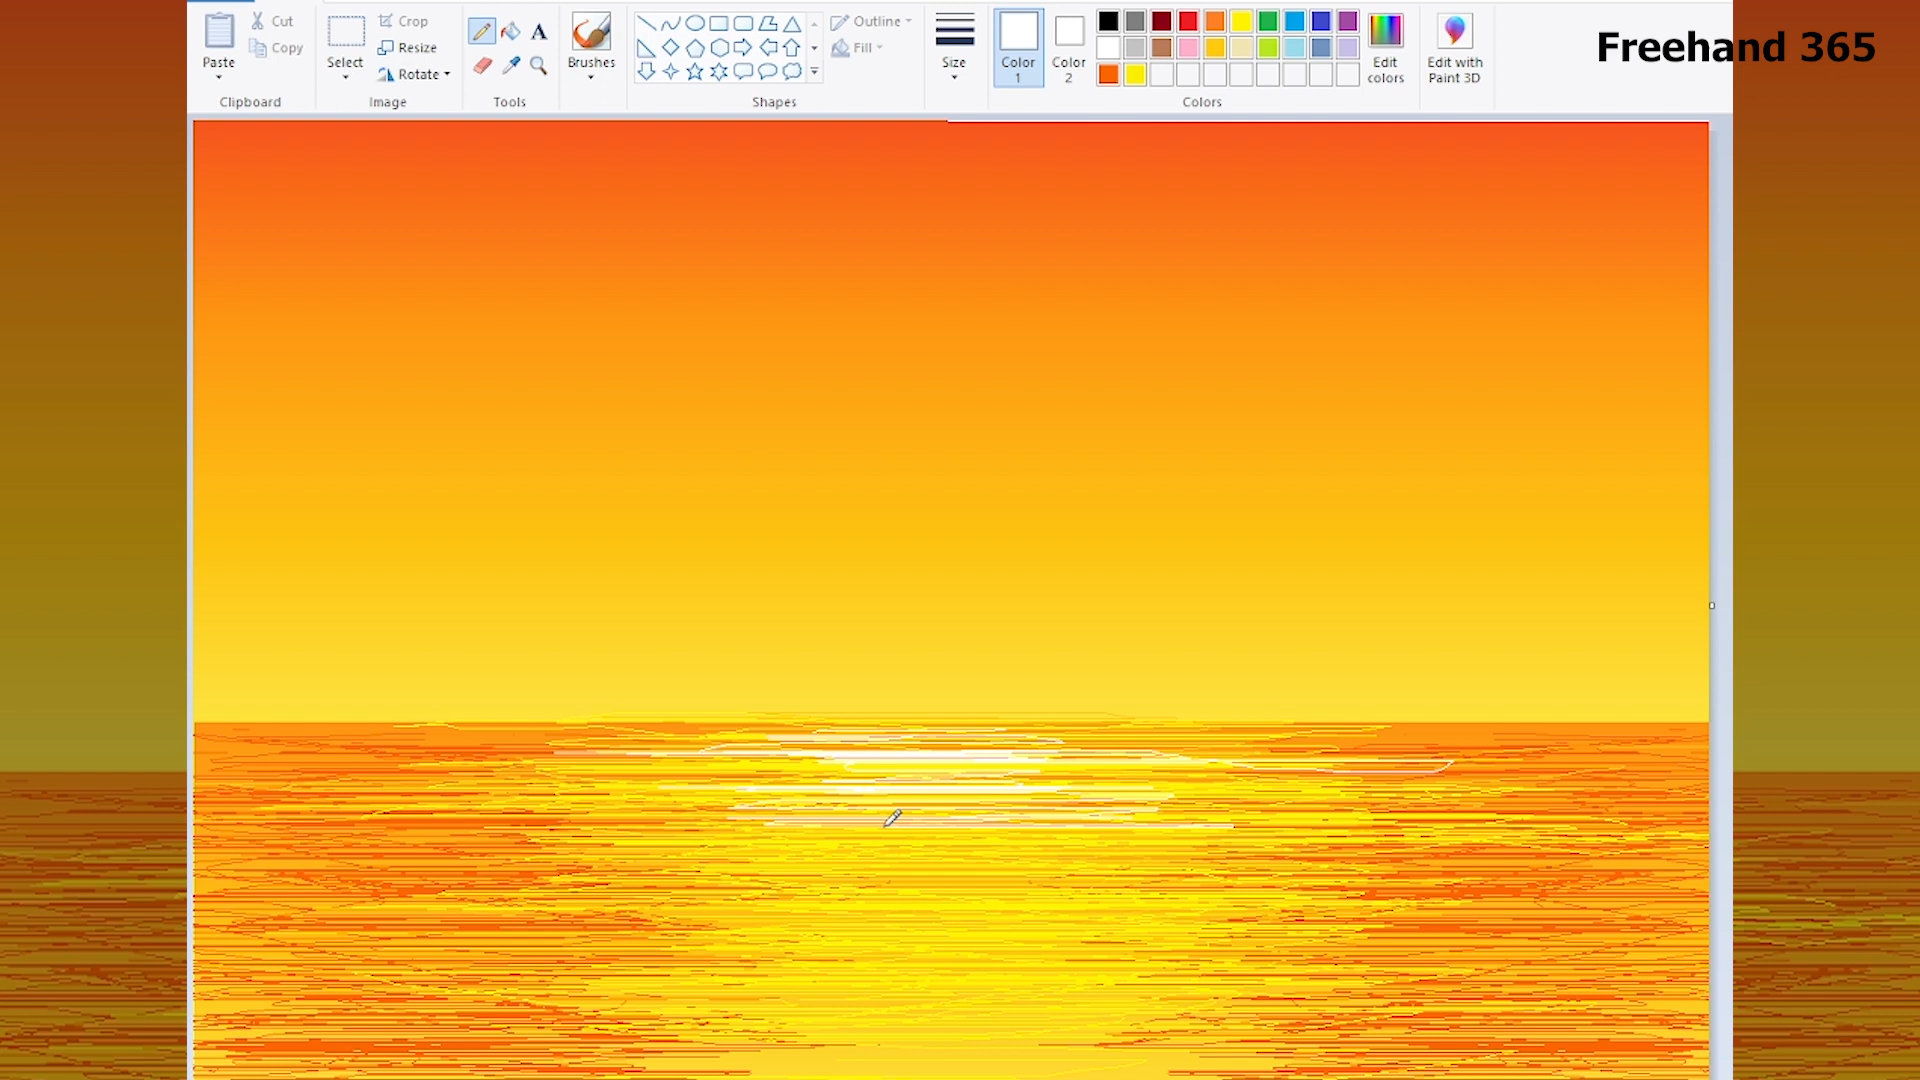 Paste
Cut
Copy
Clipboard
Select
Crop
Resize
Rotate
Image
A
Tools
Brushes
Outline
Fill
Shapes
Size
Color
1
Color
2
Edit
colors
Colors
Edit with
Paint 3D
Freehand 365